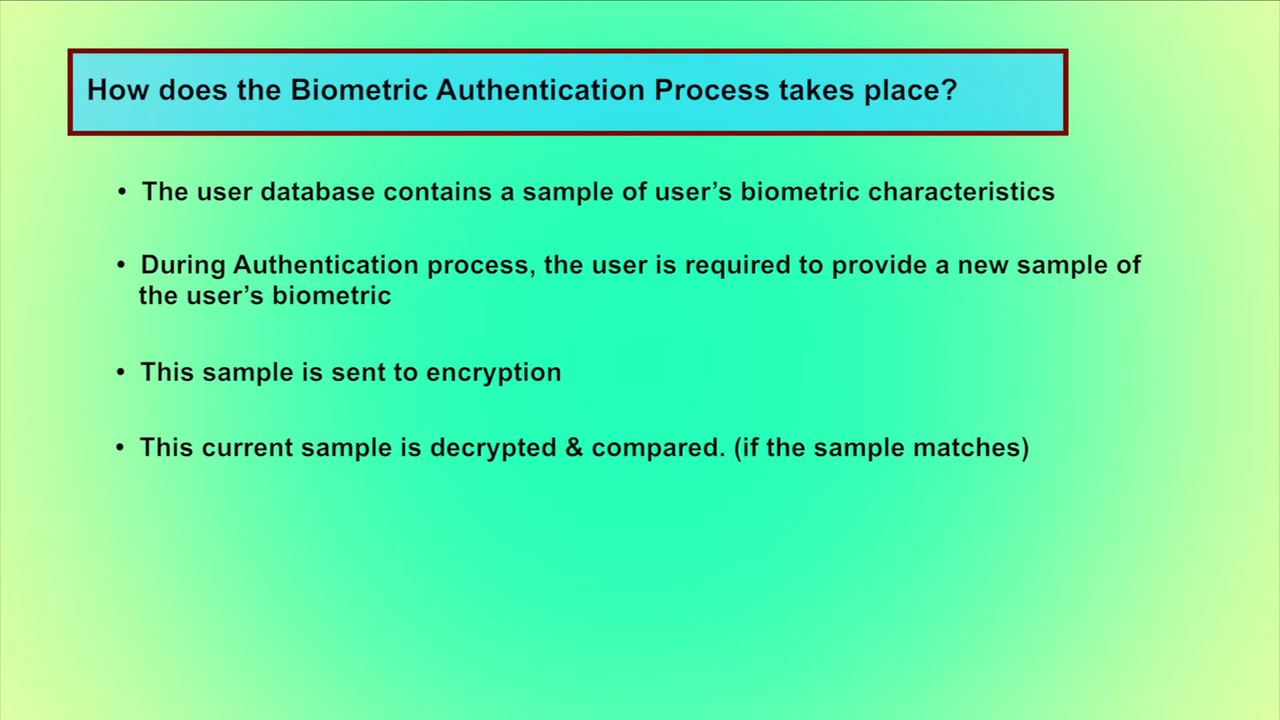 How does the Biometric Authentication Process takes place?
• The user database contains a sample of user’s biometric characteristics
• During Authentication process, the user is required to provide a new sample of
the user’s biometric
• This sample is sent to encryption
• This current sample is decrypted & compared. (if the sample matches)